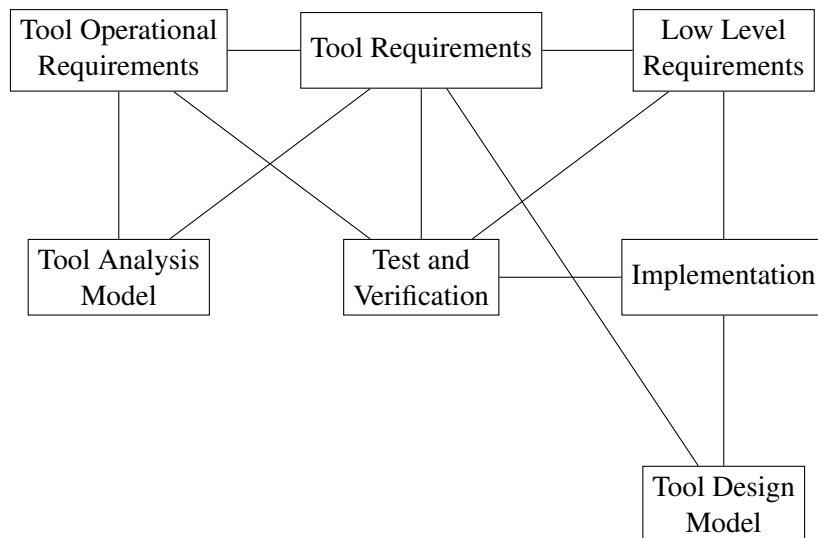 Tool Operational
Requirements
Tool Requirements
Low Level
Requirements
Tool Analysis
Model
Test and
Verification
Implementation
Tool Design
Model